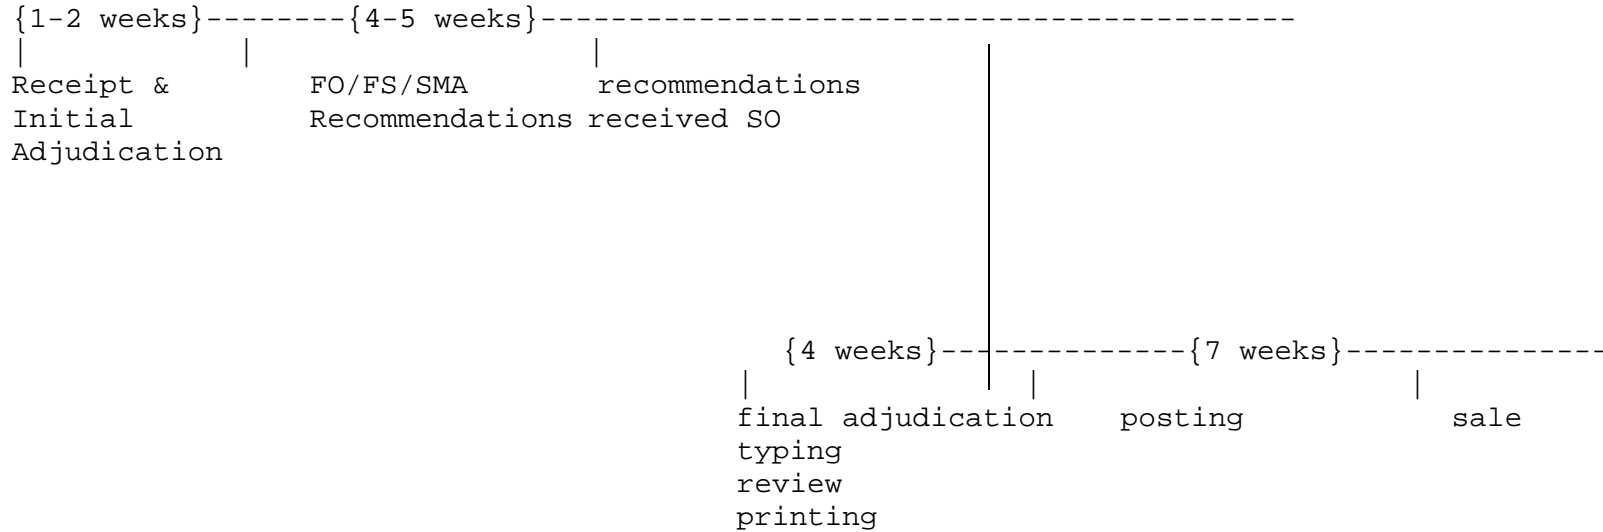 {1-2 weeks}--------{4-5 weeks}--------------------------------------------
| | |
Receipt & FO/FS/SMA recommendations
Initial Recommendations received SO
Adjudication
{4 weeks}--------------{7 weeks}---------------
| | |
final adjudication posting sale
typing
review
printing